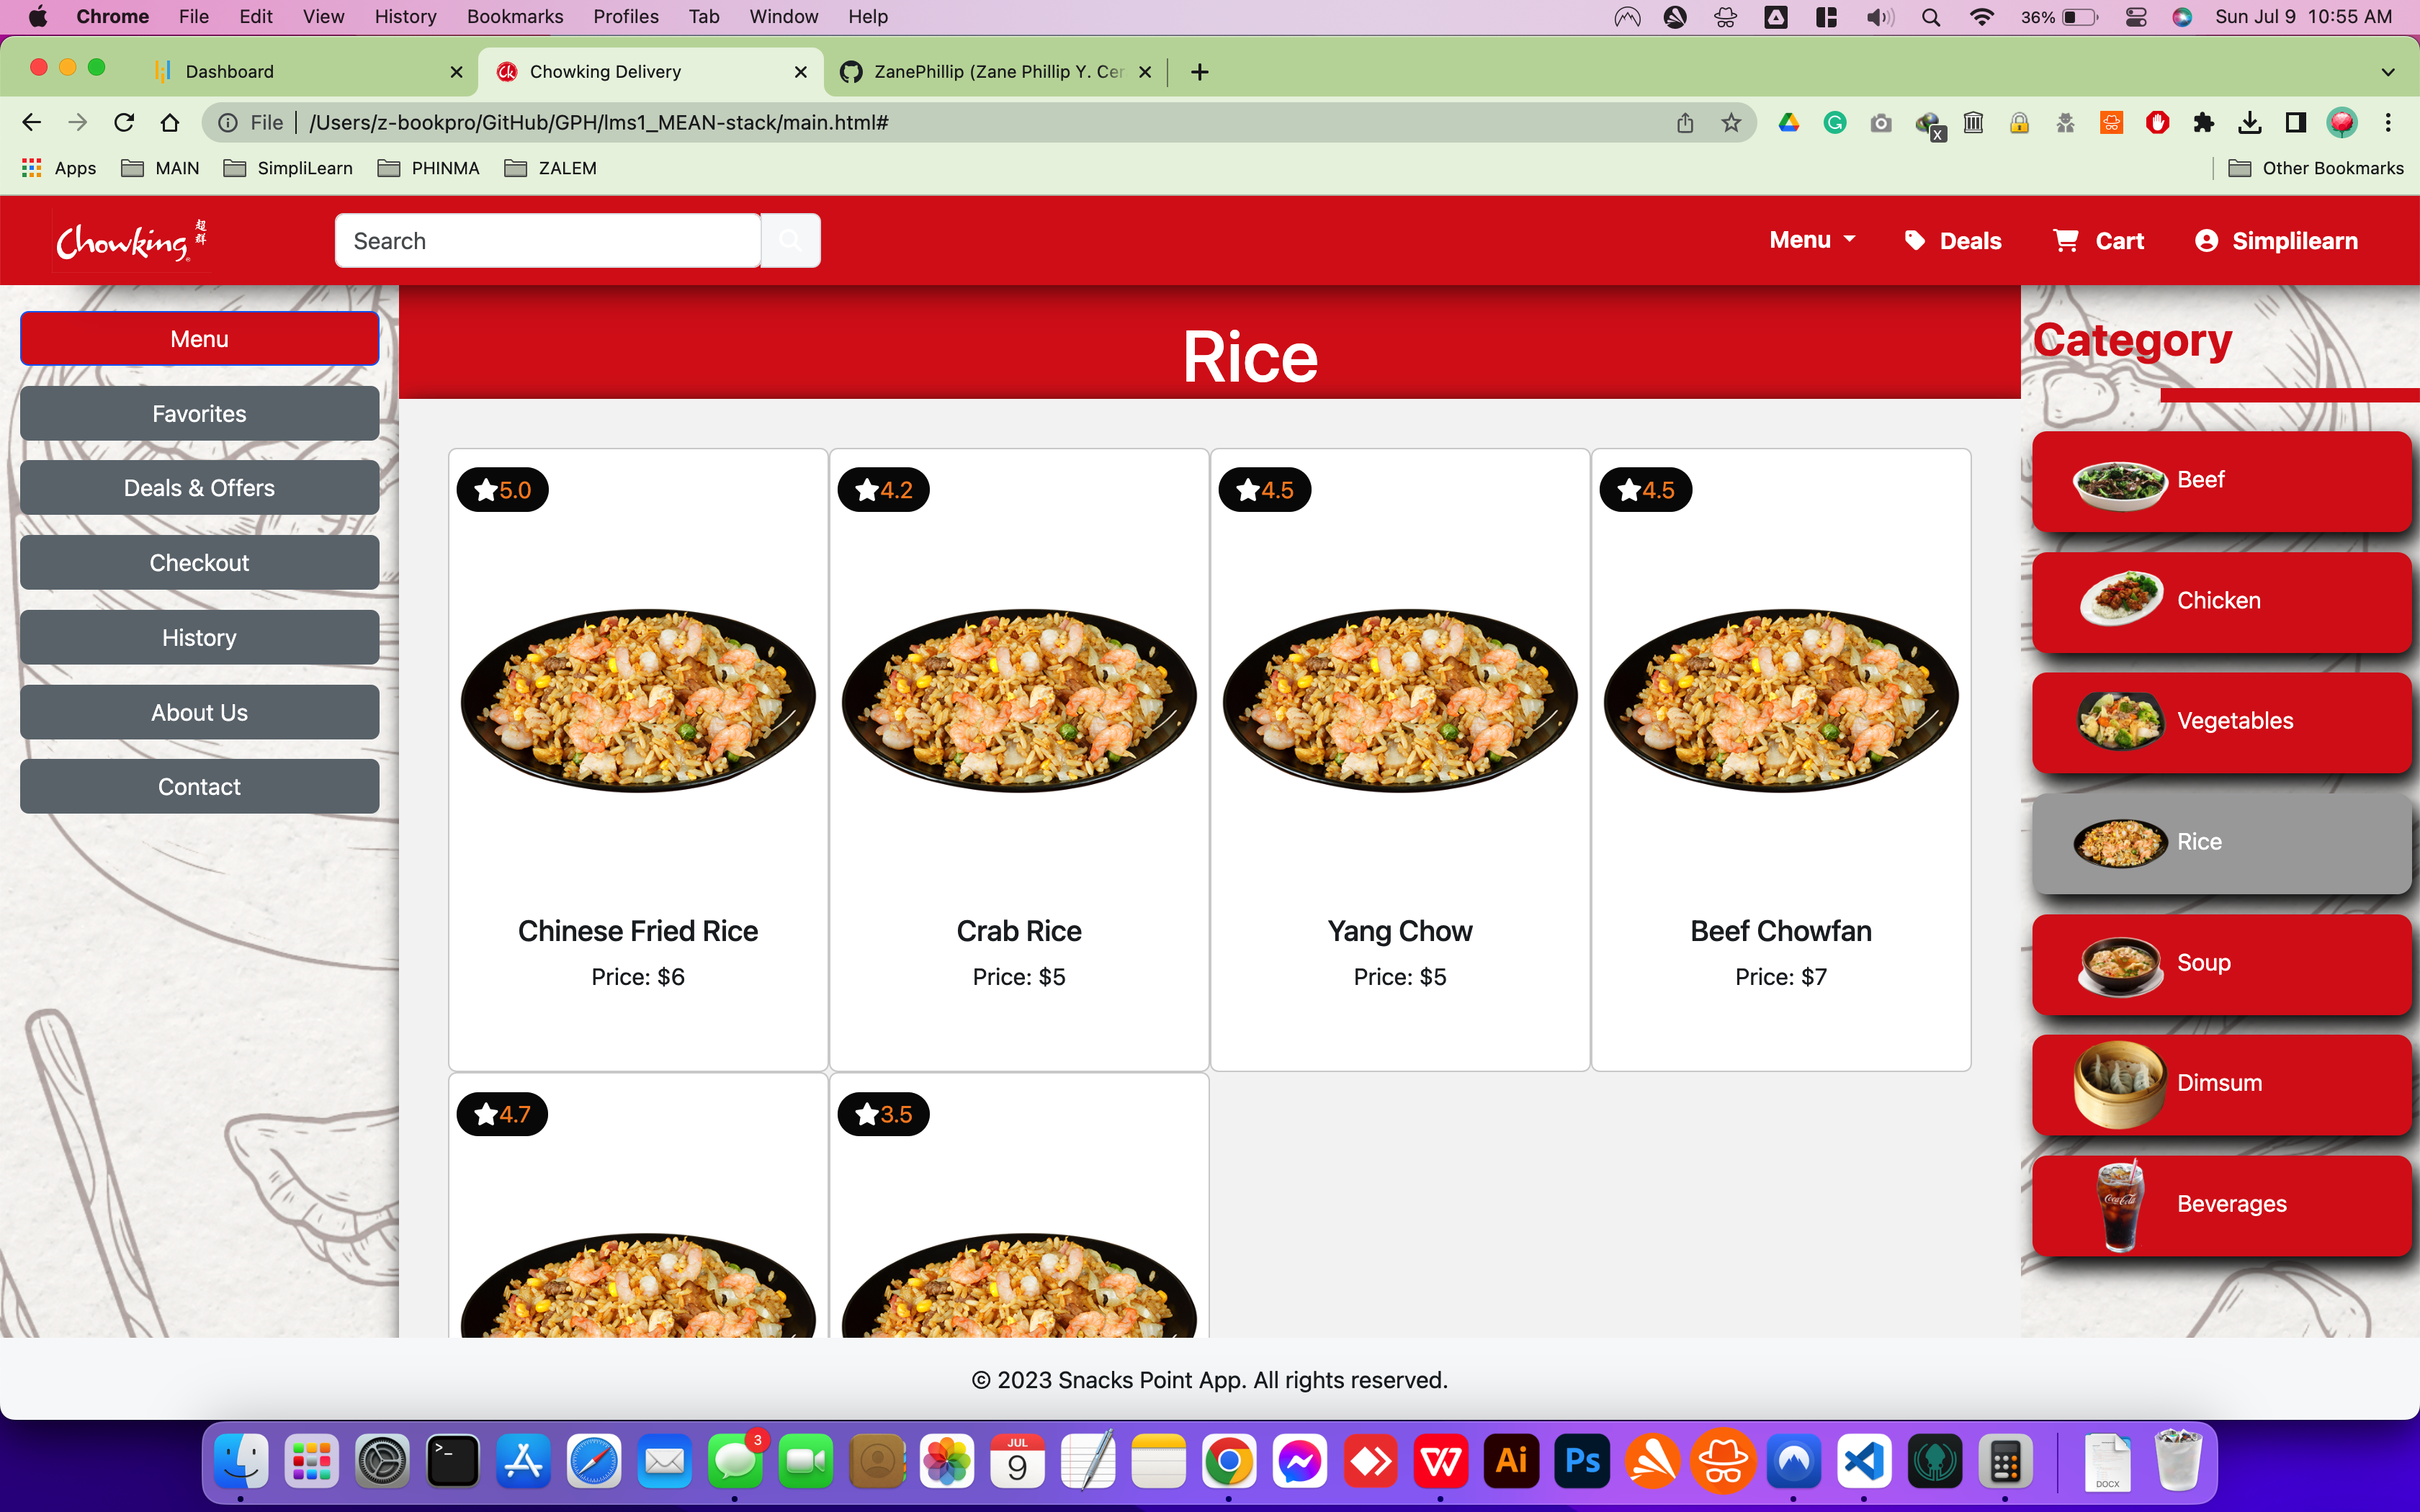 Chrome File Edit View History Bookmarks Profiles Tab Window Help 36% Sun Jul 9 10:55 AM
Dashboard Chowking Delivery ZanePhillip (Zane Phillip Y. Cer
File /Users/z-bookpro/GitHub/GPH/lms1_MEAN-stack/main.html#
X
Apps MAIN SimpliLearn PHINMA ZALEM Other Bookmarks
Chowking 超群 Search Menu Deals Cart Simplilearn
Menu
Favorites
Deals & Offers
Checkout
History
About Us
Contact
Rice
5.0 4.2 4.5 4.5
Chinese Fried Rice Crab Rice Yang Chow Beef Chowfan
Price: $6 Price: $5 Price: $5 Price: $7
4.7 3.5
Category
Beef
Chicken
Vegetables
Rice
Soup
Dimsum
Coca-Cola
Beverages
© 2023 Snacks Point App. All rights reserved.
3
JUL
9
Ai Ps
DOCX